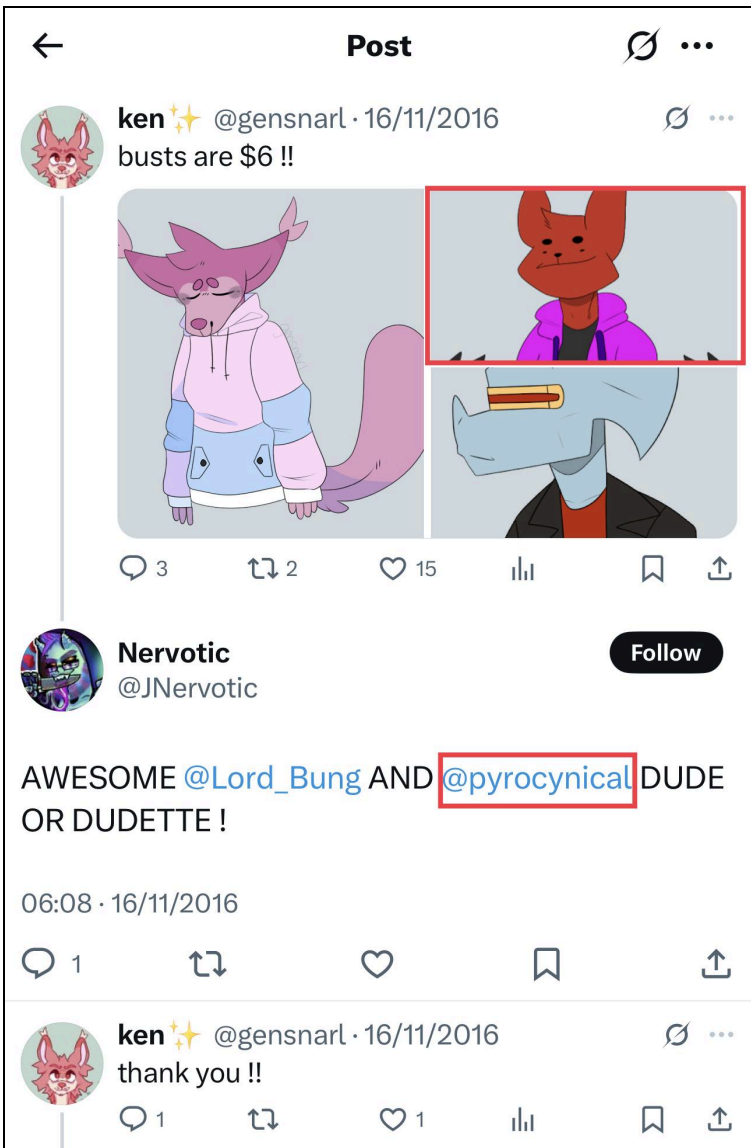 Post
ken✨ @gensnarl · 16/11/2016
busts are $6 !!
3 2 15
Nervotic
Follow
@JNervotic
AWESOME @Lord_Bung AND @pyrocynical DUDE
OR DUDETTE !
06:08 · 16/11/2016
1
ken✨ @gensnarl · 16/11/2016
thank you !!
1 1